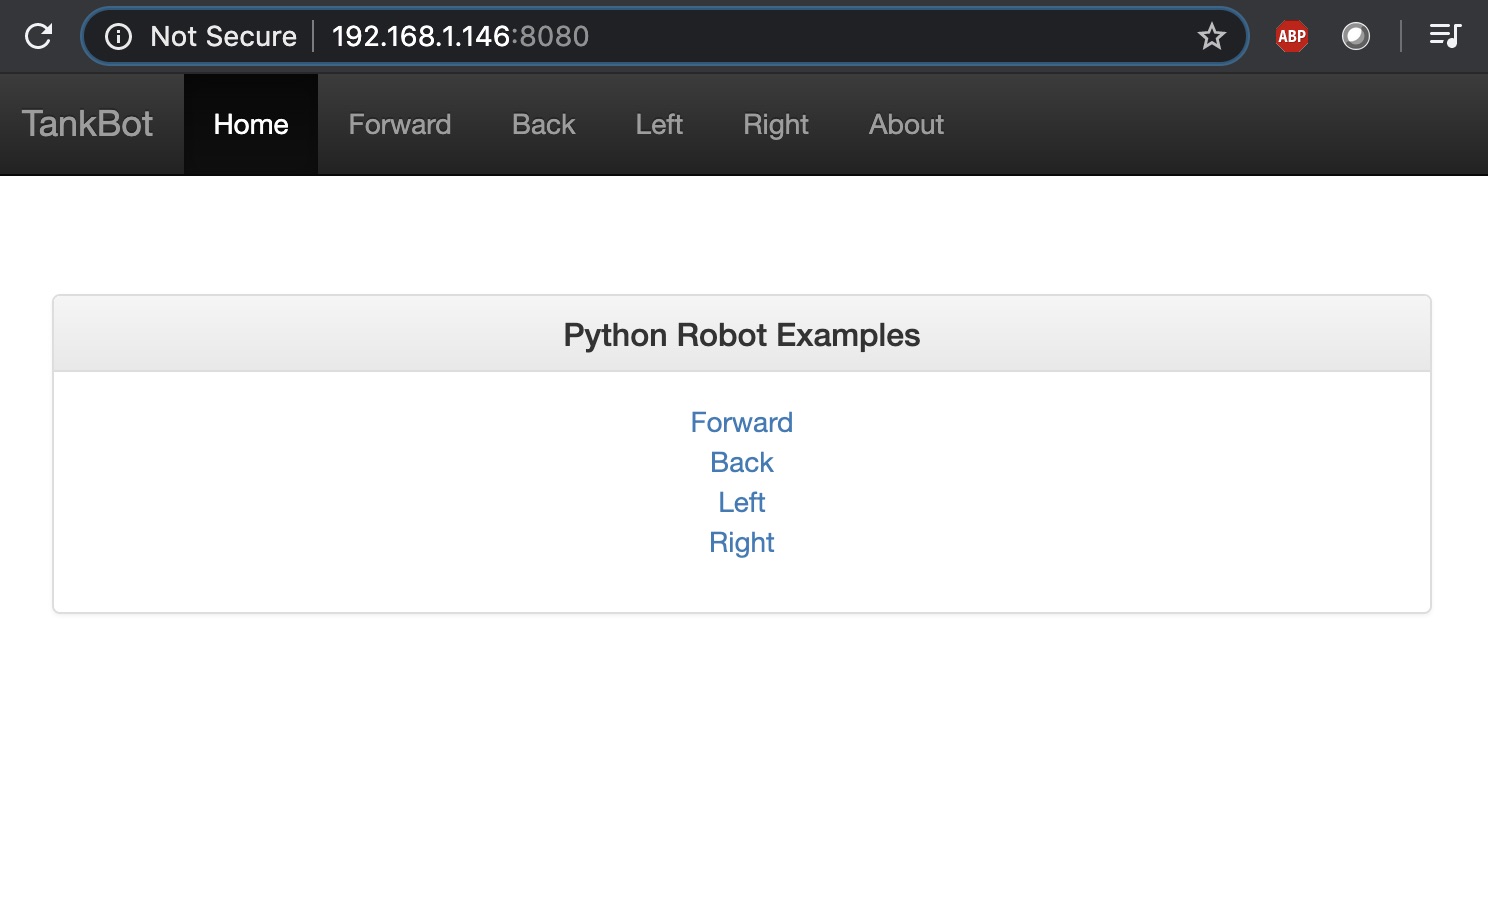 Not Secure | 192.168.1.146:8080 ABP
TankBot Home Forward Back Left Right About
Python Robot Examples
Forward
Back
Left
Right